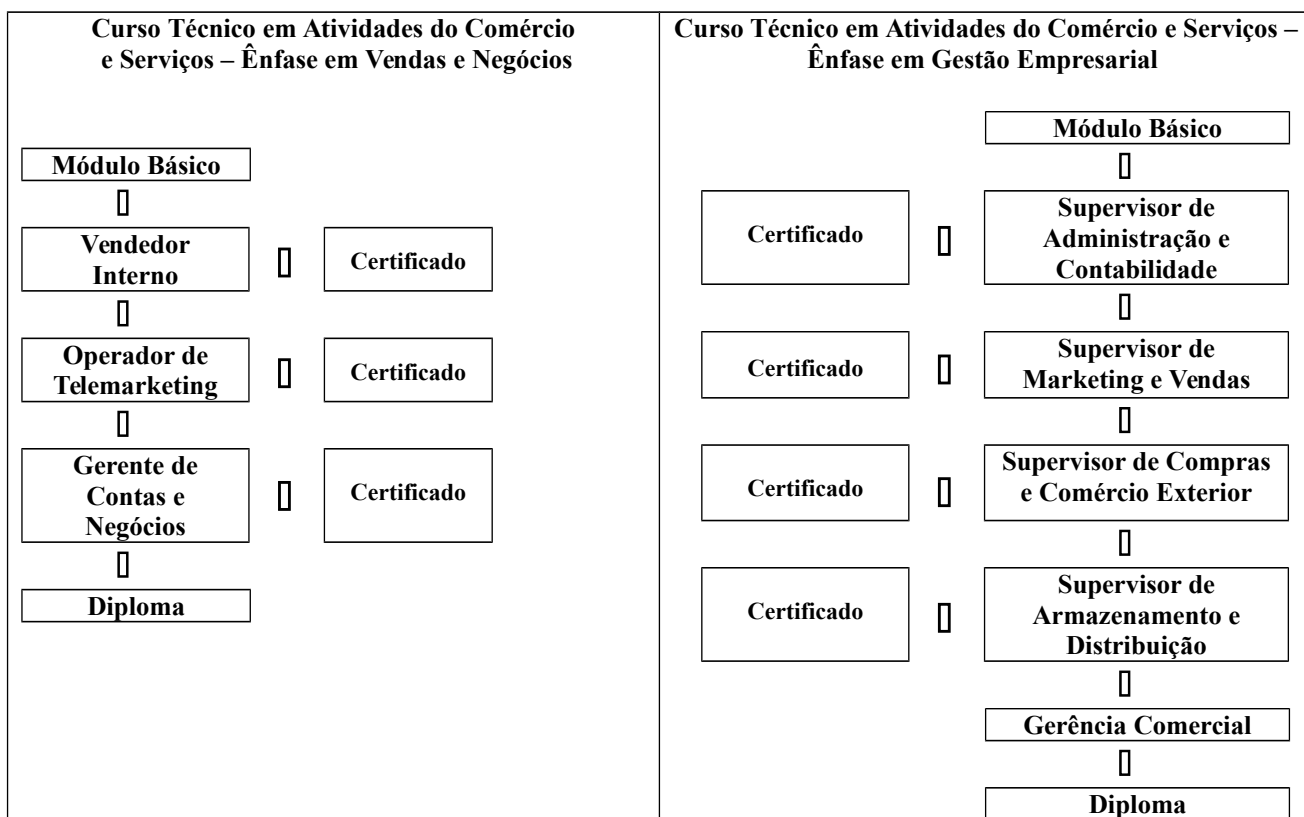 Curso Técnico em Atividades do Comércio
e Serviços – Ênfase em Vendas e Negócios
Módulo Básico
Vendedor
Interno
Certificado
Operador de
Telemarketing
Certificado
Gerente de
Contas e
Negócios
Certificado
Diploma
Curso Técnico em Atividades do Comércio e Serviços –
Ênfase em Gestão Empresarial
Módulo Básico
Certificado
Supervisor de
Administração e
Contabilidade
Certificado
Supervisor de
Marketing e Vendas
Certificado
Supervisor de Compras
e Comércio Exterior
Certificado
Supervisor de
Armazenamento e
Distribuição
Gerência Comercial
Diploma